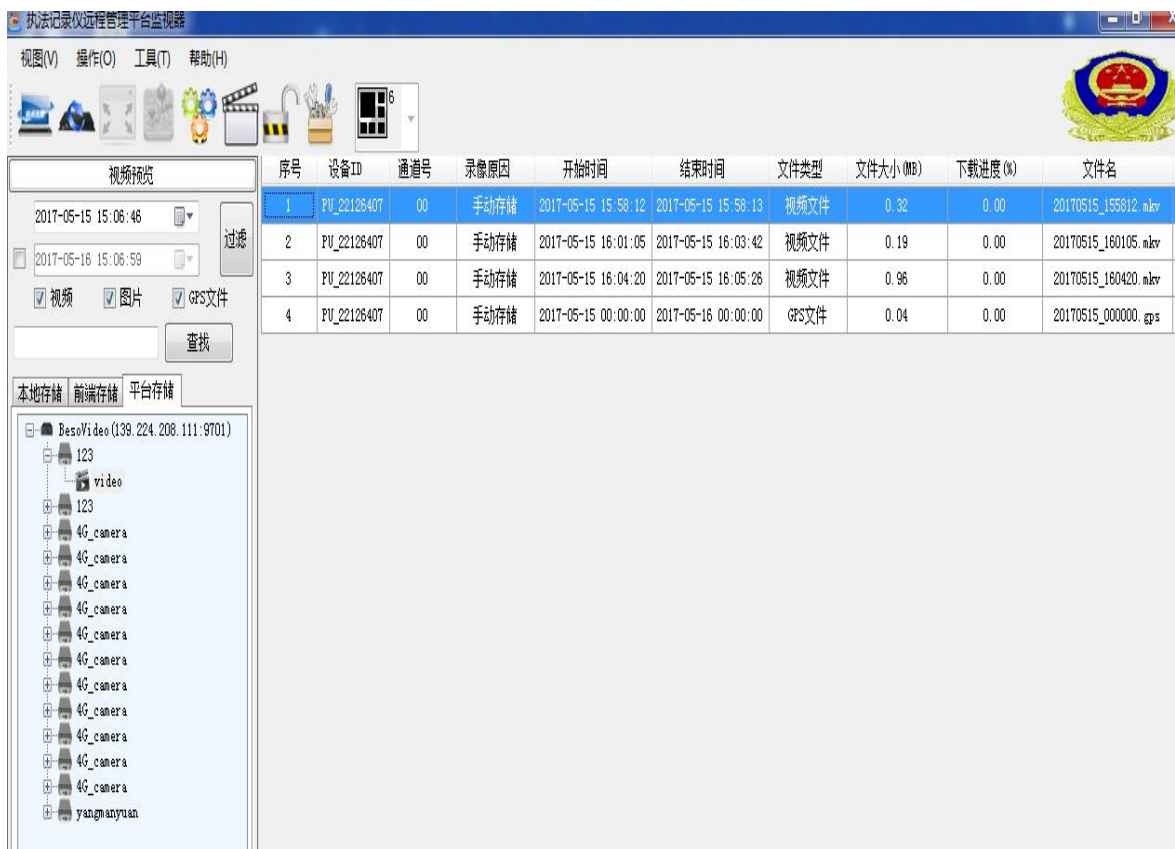 执法记录仪远程管理平台监视器
视图(V) 操作(O) 工具(T) 帮助(H)
6
视频预览
2017-05-15 15:06:46
过滤
2017-05-16 15:06:59
视频 图片 GPS文件
查找
本地存储 前端存储 平台存储
BesoVideo(139.224.208.111:9701)
123
video
123
4G_camera
4G_camera
4G_camera
4G_camera
4G_camera
4G_camera
4G_camera
4G_camera
4G_camera
4G_camera
4G_camera
yangmanyuan
序号 设备ID 通道号 录像原因 开始时间 结束时间 文件类型 文件大小(MB) 下载进度(%) 文件名
1 PU_22126407 00 手动存储 2017-05-15 15:58:12 2017-05-15 15:58:13 视频文件 0.32 0.00 20170515_155812.mkv
2 PU_22126407 00 手动存储 2017-05-15 16:01:05 2017-05-15 16:03:42 视频文件 0.19 0.00 20170515_160105.mkv
3 PU_22126407 00 手动存储 2017-05-15 16:04:20 2017-05-15 16:05:26 视频文件 0.96 0.00 20170515_160420.mkv
4 PU_22126407 00 手动存储 2017-05-15 00:00:00 2017-05-16 00:00:00 GPS文件 0.04 0.00 20170515_000000.gps